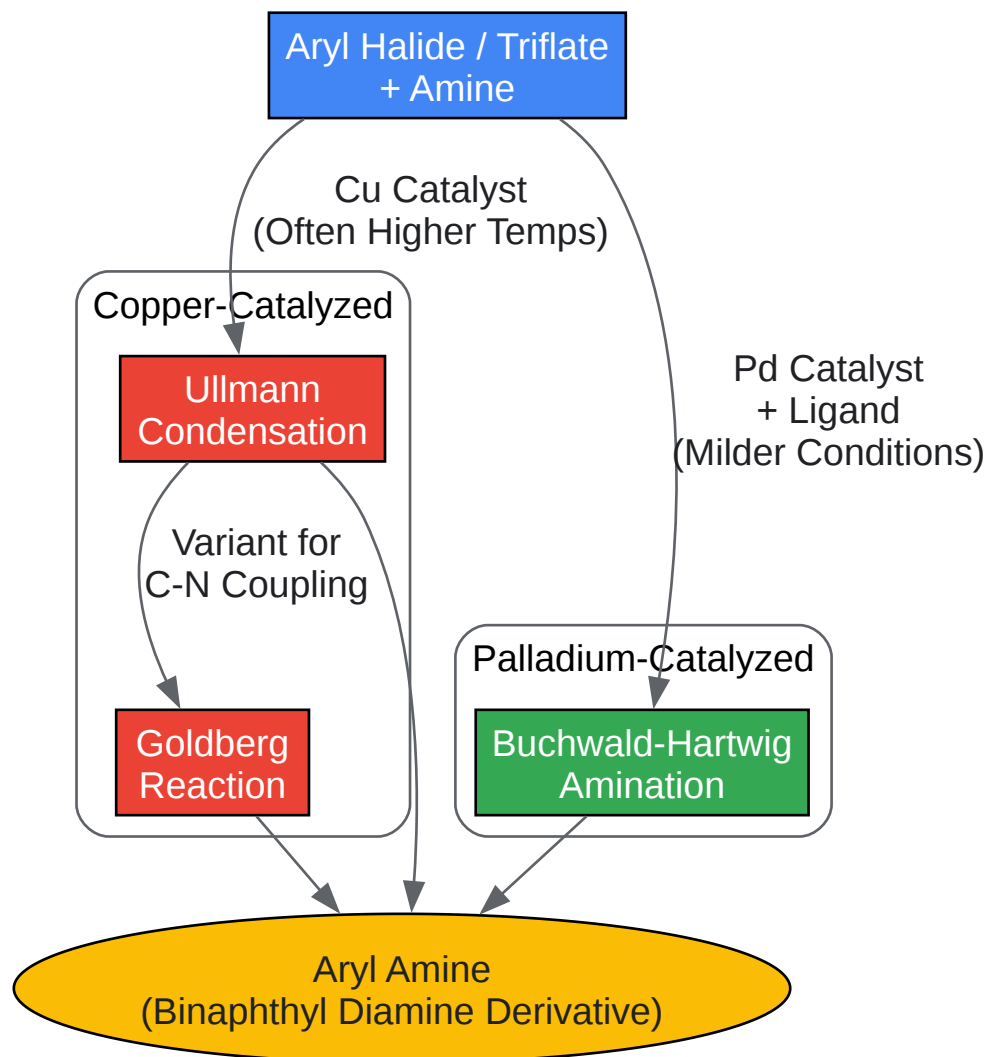 Aryl Halide / Triflate
+ Amine
Cu Catalyst
(Often Higher Temps)
Copper-Catalyzed
Pd Catalyst
+ Ligand
(Milder Conditions)
Ullmann
Condensation
Variant for
C-N Coupling
Palladium-Catalyzed
Goldberg
Reaction
Buchwald-Hartwig
Amination
Aryl Amine
(Binaphthyl Diamine Derivative)